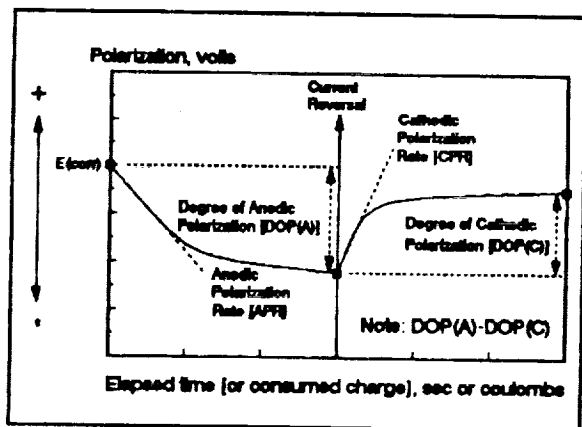 Polarization, volts
+
Current
Reversal
Cathodic
Polarization
Rate [CPR]
E(corr)
Degree of Anodic
Polarization [DOP(A)]
Degree of Cathodic
Polarization [DOP(C)]
Anodic
Polarization
Rate [APR]
-
Note: DOP(A)-DOP(C)
Elapsed time [or consumed charge], sec or coulombs